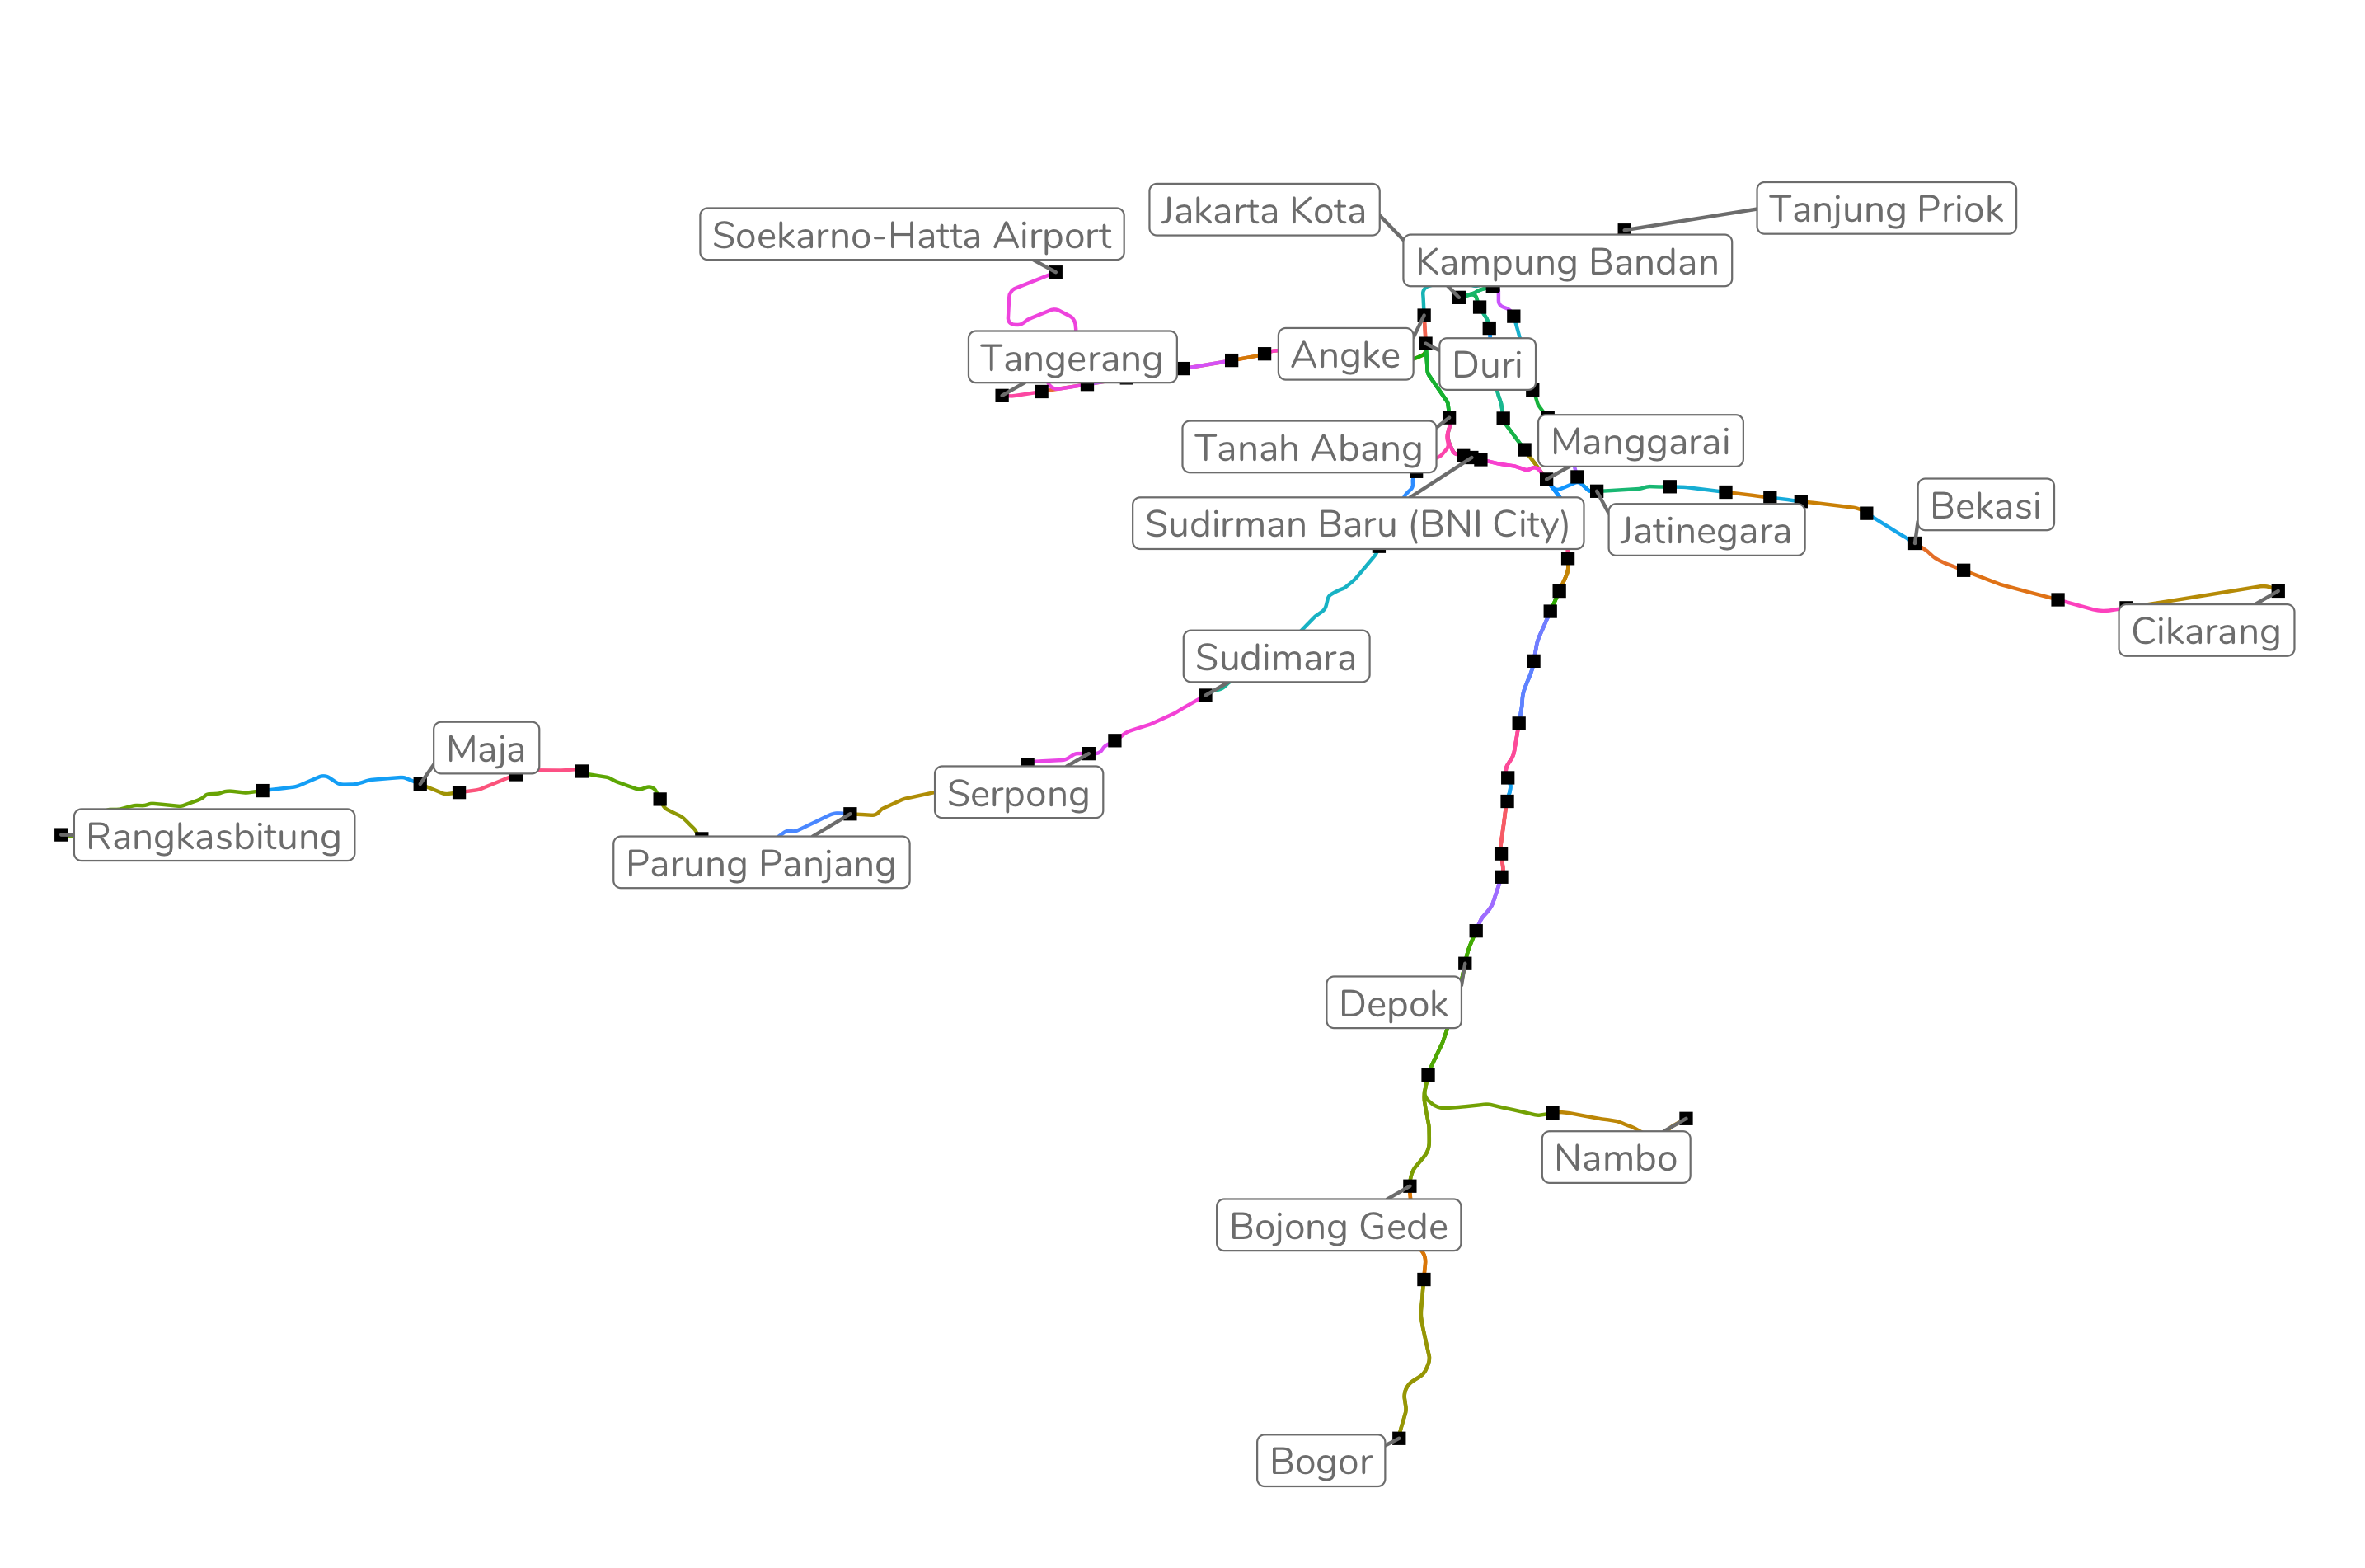 Tanjung Priok
Jakarta Kota
Soekarno-Hatta Airport
Kampung Bandan
Tangerang
Angke
Duri
Tanah Abang
Manggarai
Bekasi
Sudirman Baru (BNI City)
Jatinegara
Cikarang
Sudimara
Maja
Serpong
Rangkasbitung
Parung Panjang
Depok
Nambo
Bojong Gede
Bogor